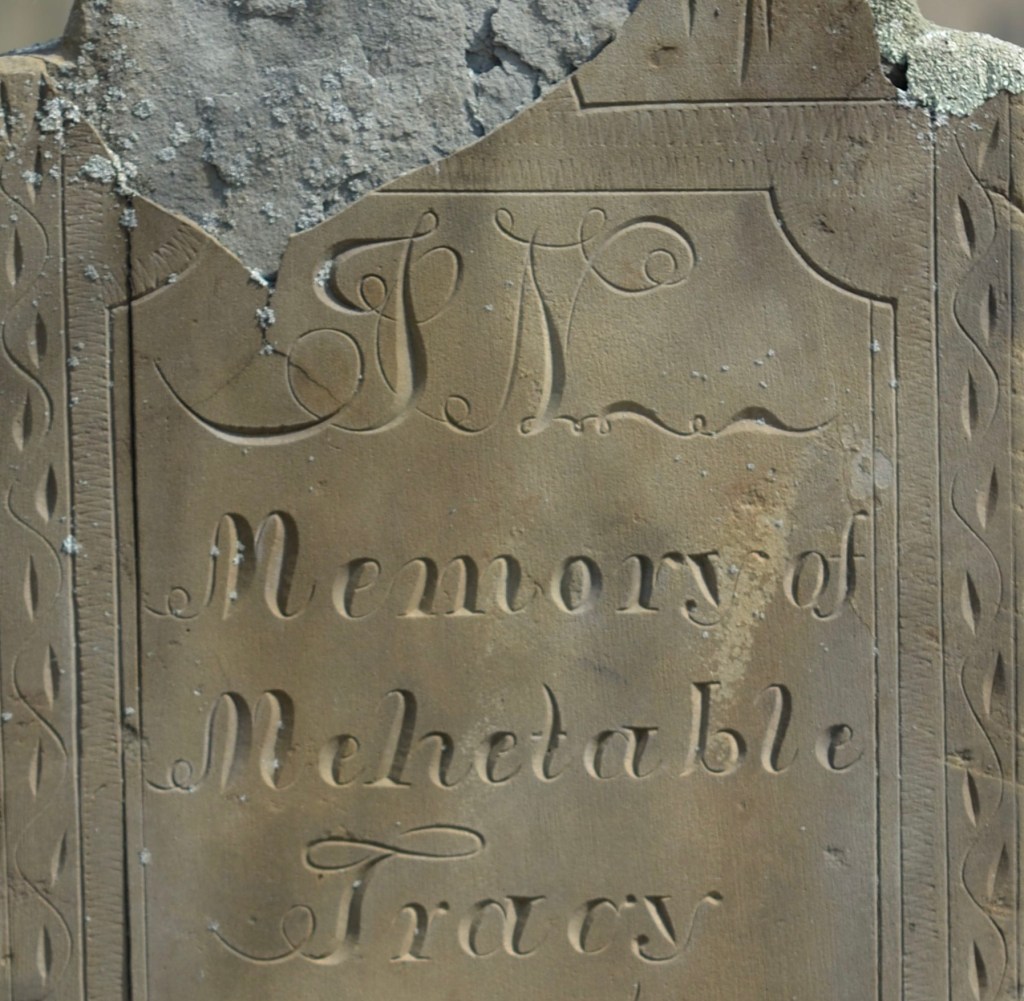 IN
Memory of
Mehetable
Tracy